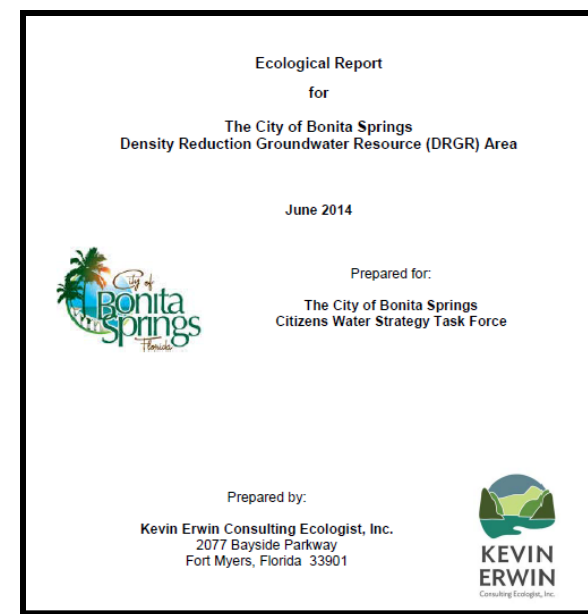 Ecological Report
for
The City of Bonita Springs
Density Reduction Groundwater Resource (DRGR) Area
June 2014
City of
Bonita
Springs
Florida
Prepared for:
The City of Bonita Springs
Citizens Water Strategy Task Force
Prepared by:
Kevin Erwin Consulting Ecologist, Inc.
2077 Bayside Parkway
Fort Myers, Florida 33901
KEVIN
ERWIN
Consulting Ecologist, Inc.